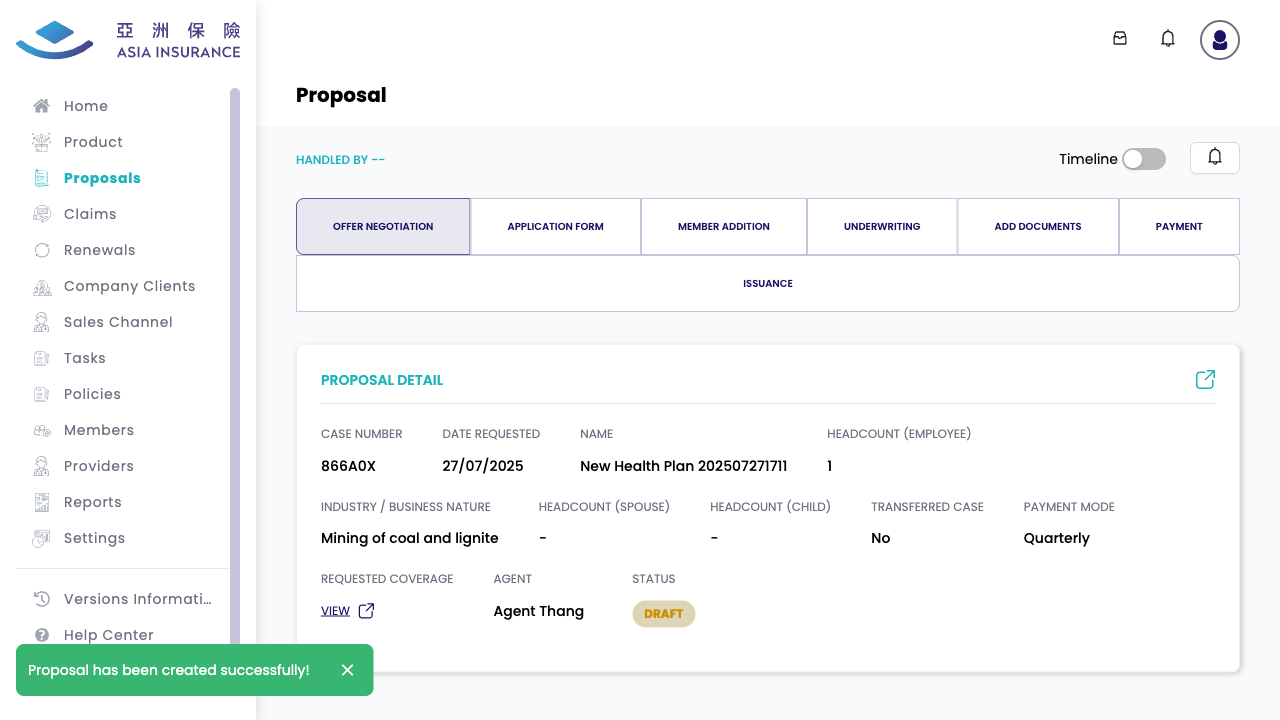 亞洲保險
ASIA INSURANCE
Home
Product
Proposals
Claims
Renewals
Company Clients
Sales Channel
Tasks
Policies
Members
Providers
Reports
Settings
Versions Informati...
Help Center
Proposal has been created successfully!
Proposal
HANDLED BY --
Timeline
OFFER NEGOTIATION
APPLICATION FORM
MEMBER ADDITION
UNDERWRITING
ADD DOCUMENTS
PAYMENT
ISSUANCE
PROPOSAL DETAIL
CASE NUMBER
866A0X
DATE REQUESTED
27/07/2025
NAME
New Health Plan 202507271711
HEADCOUNT (EMPLOYEE)
1
INDUSTRY / BUSINESS NATURE
Mining of coal and lignite
HEADCOUNT (SPOUSE)
-
HEADCOUNT (CHILD)
-
TRANSFERRED CASE
No
PAYMENT MODE
Quarterly
REQUESTED COVERAGE
VIEW
AGENT
Agent Thang
STATUS
DRAFT